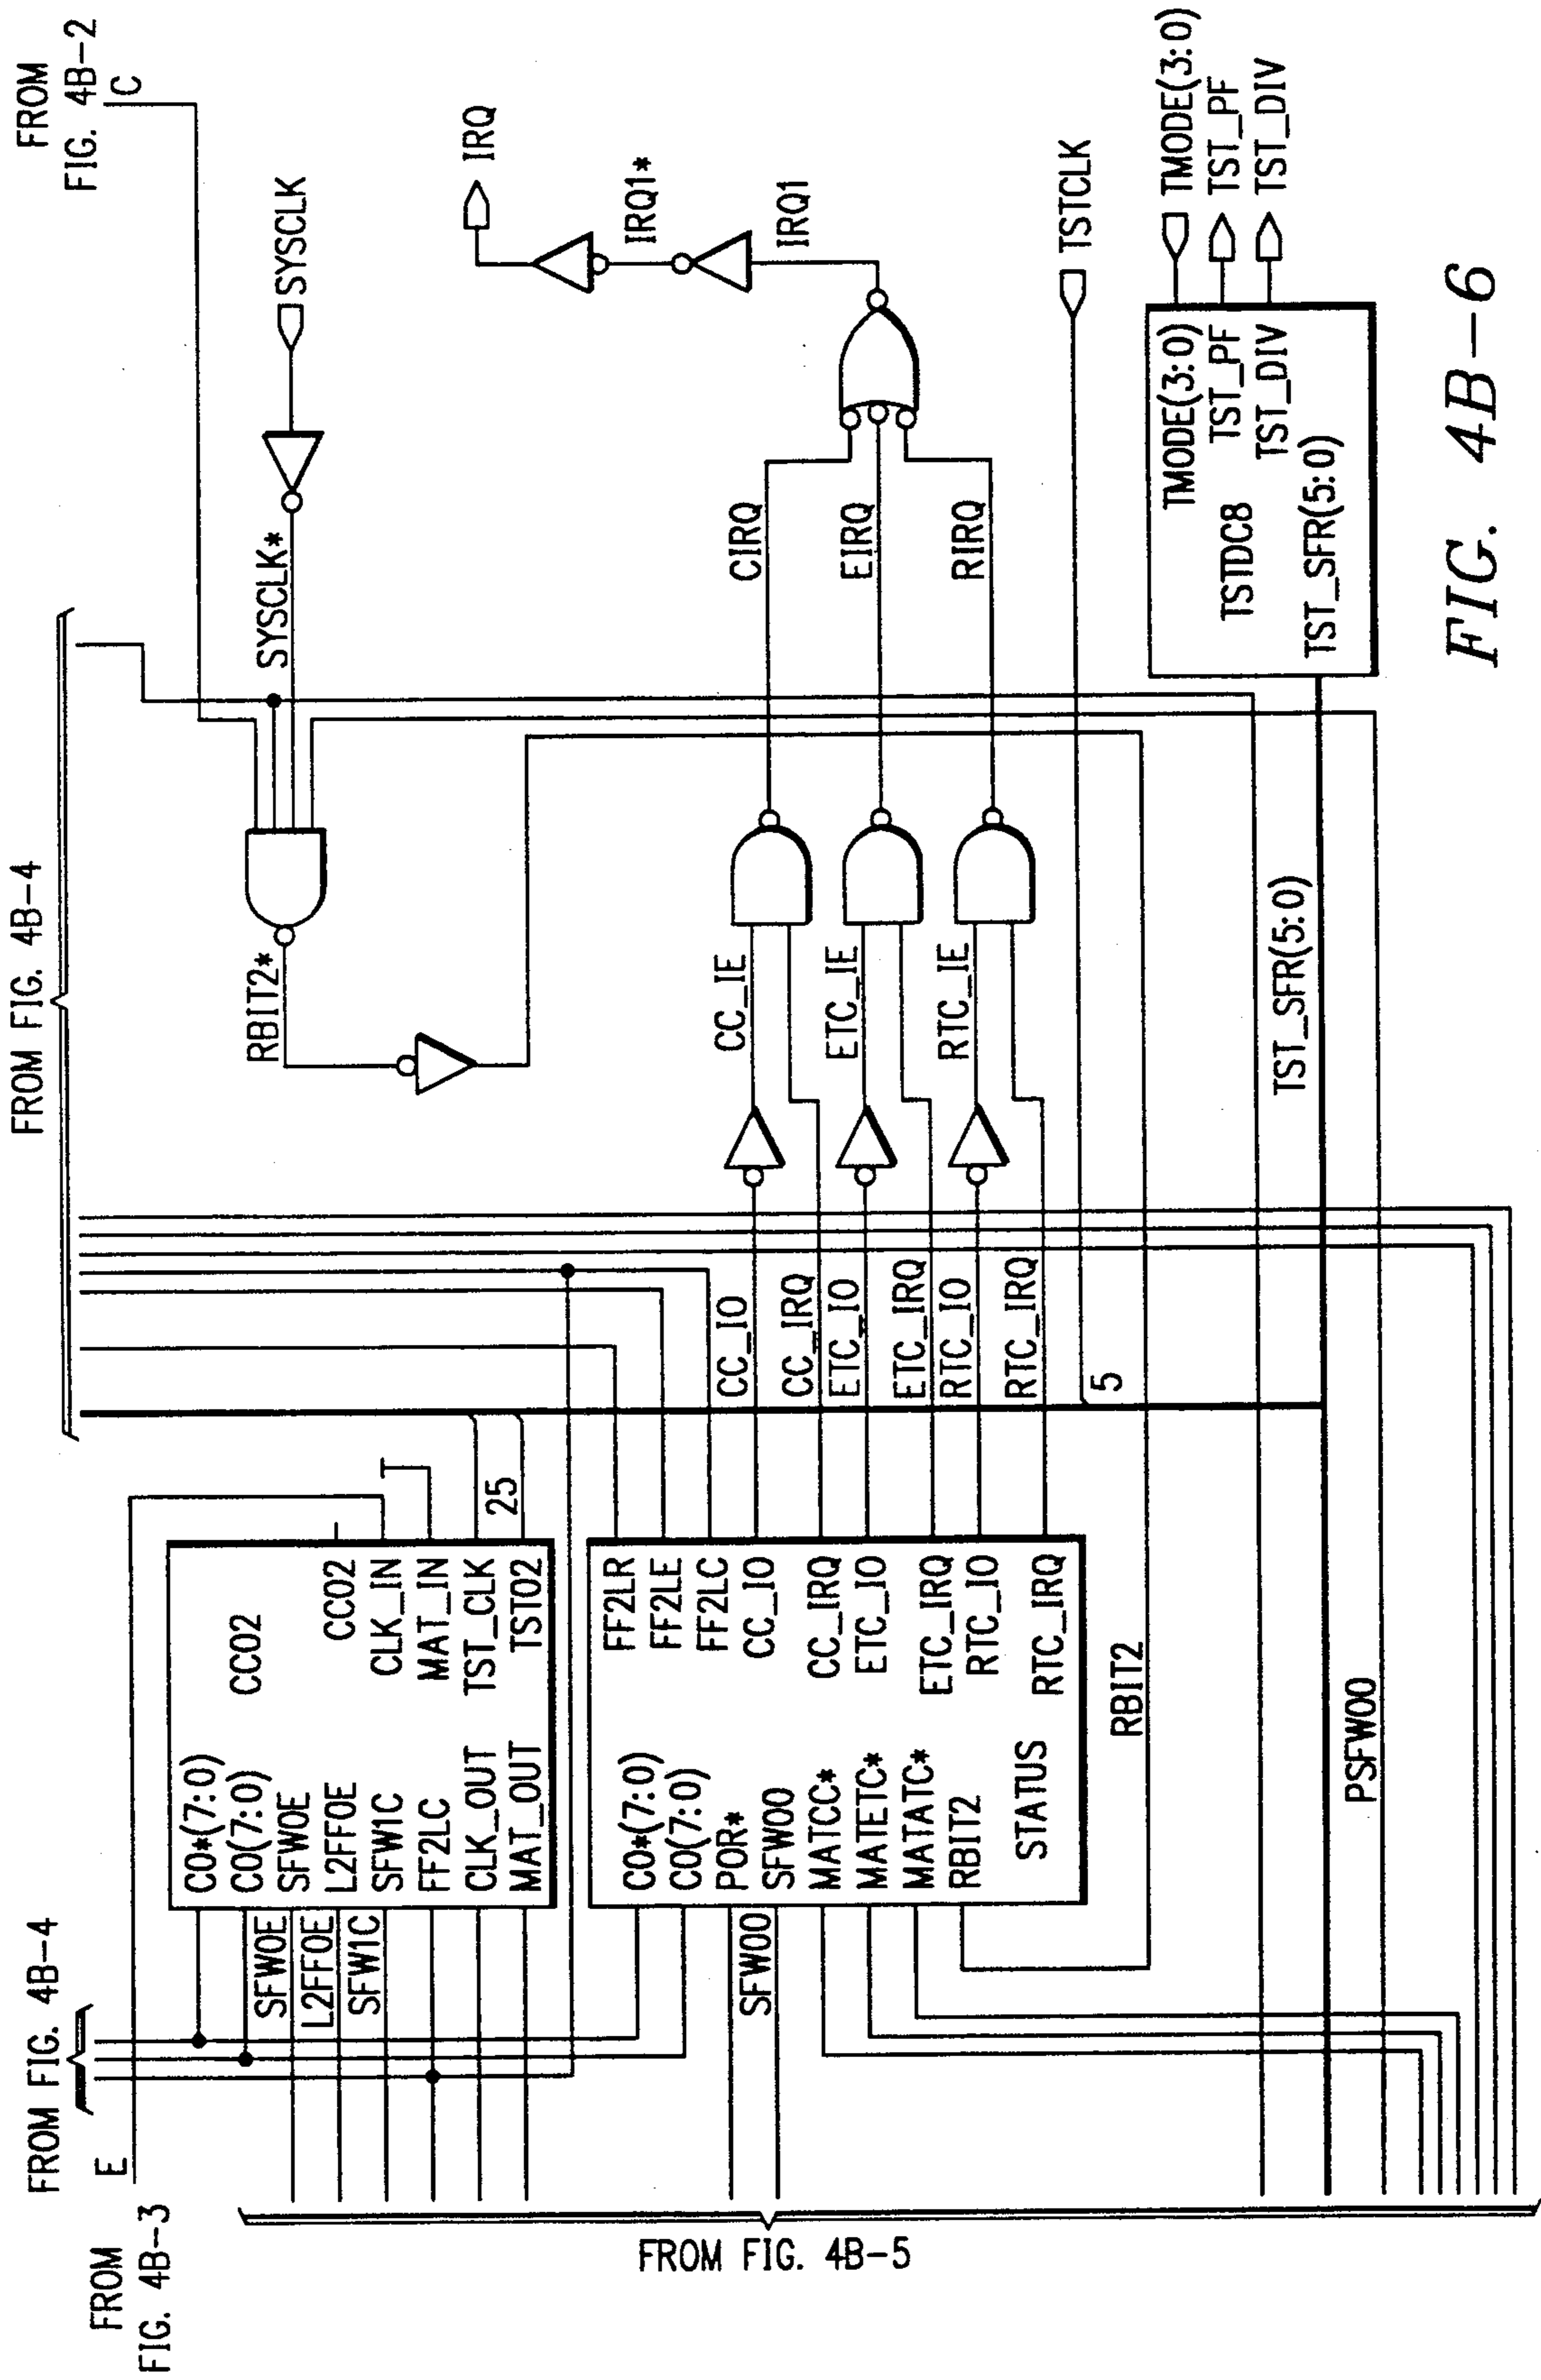 FROM
FIG. 4B-3
E
FROM FIG. 4B-4
FROM FIG. 4B-4
FROM
FIG. 4B-2
C
FROM FIG. 4B-5
CO*(7:0)
CO(7:0)
SFW0E
L2FF0E
SFW1C
FF2LC
CLK_OUT
MAT_OUT
CC02
CC02
CLK_IN
MAT_IN
TST_CLK
TST02
SFW0E
L2FF0E
SFW1C
25
CO*(7:0)
CO(7:0)
POR*
SFW00
MATCC*
MATETC*
MATATC*
RBIT2
STATUS
FF2LR
FF2LE
FF2LC
CC_IO
CC_IRQ
ETC_IO
ETC_IRQ
RTC_IO
RTC_IRQ
SFW00
CC_IO
CC_IRQ
ETC_IO
ETC_IRQ
RTC_IO
RTC_IRQ
5
RBIT2*
SYSCLK*
SYSCLK
CC_IE
ETC_IE
RTC_IE
CIRQ
EIRQ
RIRQ
IRQ1
IRQ1*
IRQ
TSTCLK
RBIT2
PSFW00
TST_SFR(5:0)
TMODE(3:0)
TST_PF
TSTDC8
TST_DIV
TST_SFR(5:0)
TMODE(3:0)
TST_PF
TST_DIV
FIG. 4B-6